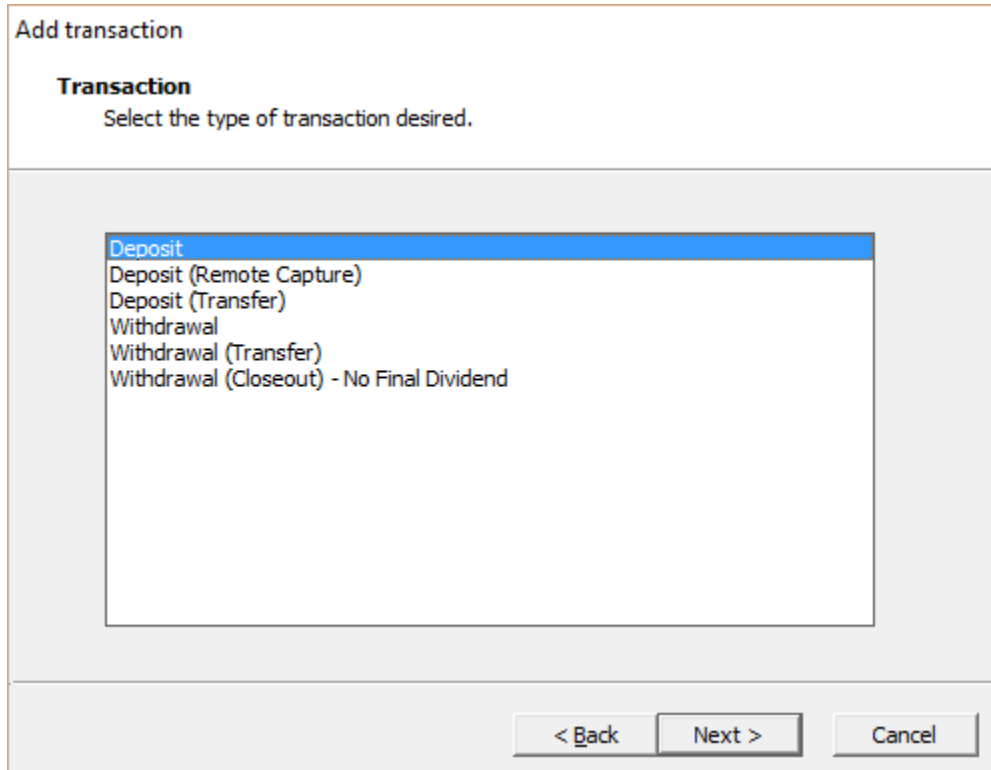 Add transaction
Transaction
Select the type of transaction desired.
Deposit
Deposit (Remote Capture)
Deposit (Transfer)
Withdrawal
Withdrawal (Transfer)
Withdrawal (Closeout) - No Final Dividend
< Back Next > Cancel